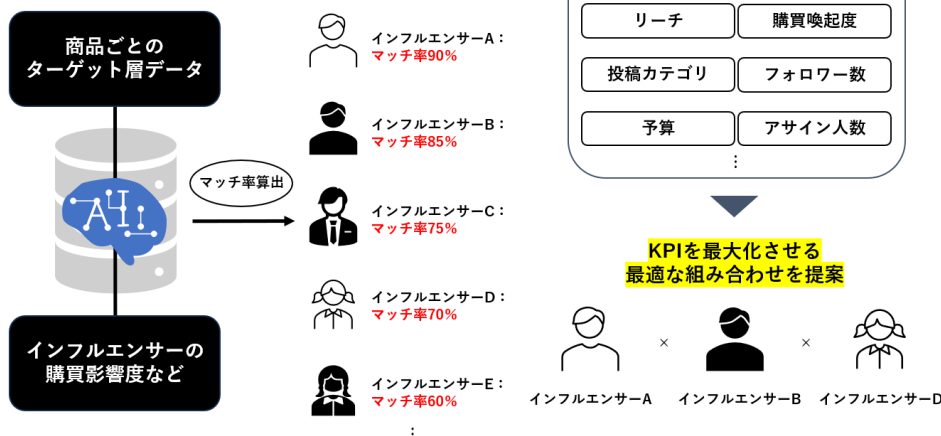 商品ごとの
ターゲット層データ
AI
インフルエンサーの
購買影響度など
マッチ率算出
インフルエンサーA：
マッチ率90%
インフルエンサーB：
マッチ率85%
インフルエンサーC：
マッチ率75%
インフルエンサーD：
マッチ率70%
インフルエンサーE：
マッチ率60%
：
リーチ
購買喚起度
投稿カテゴリ
フォロワー数
予算
アサイン人数
⋮
KPIを最大化させる
最適な組み合わせを提案
× ×
インフルエンサーA インフルエンサーB インフルエンサーD